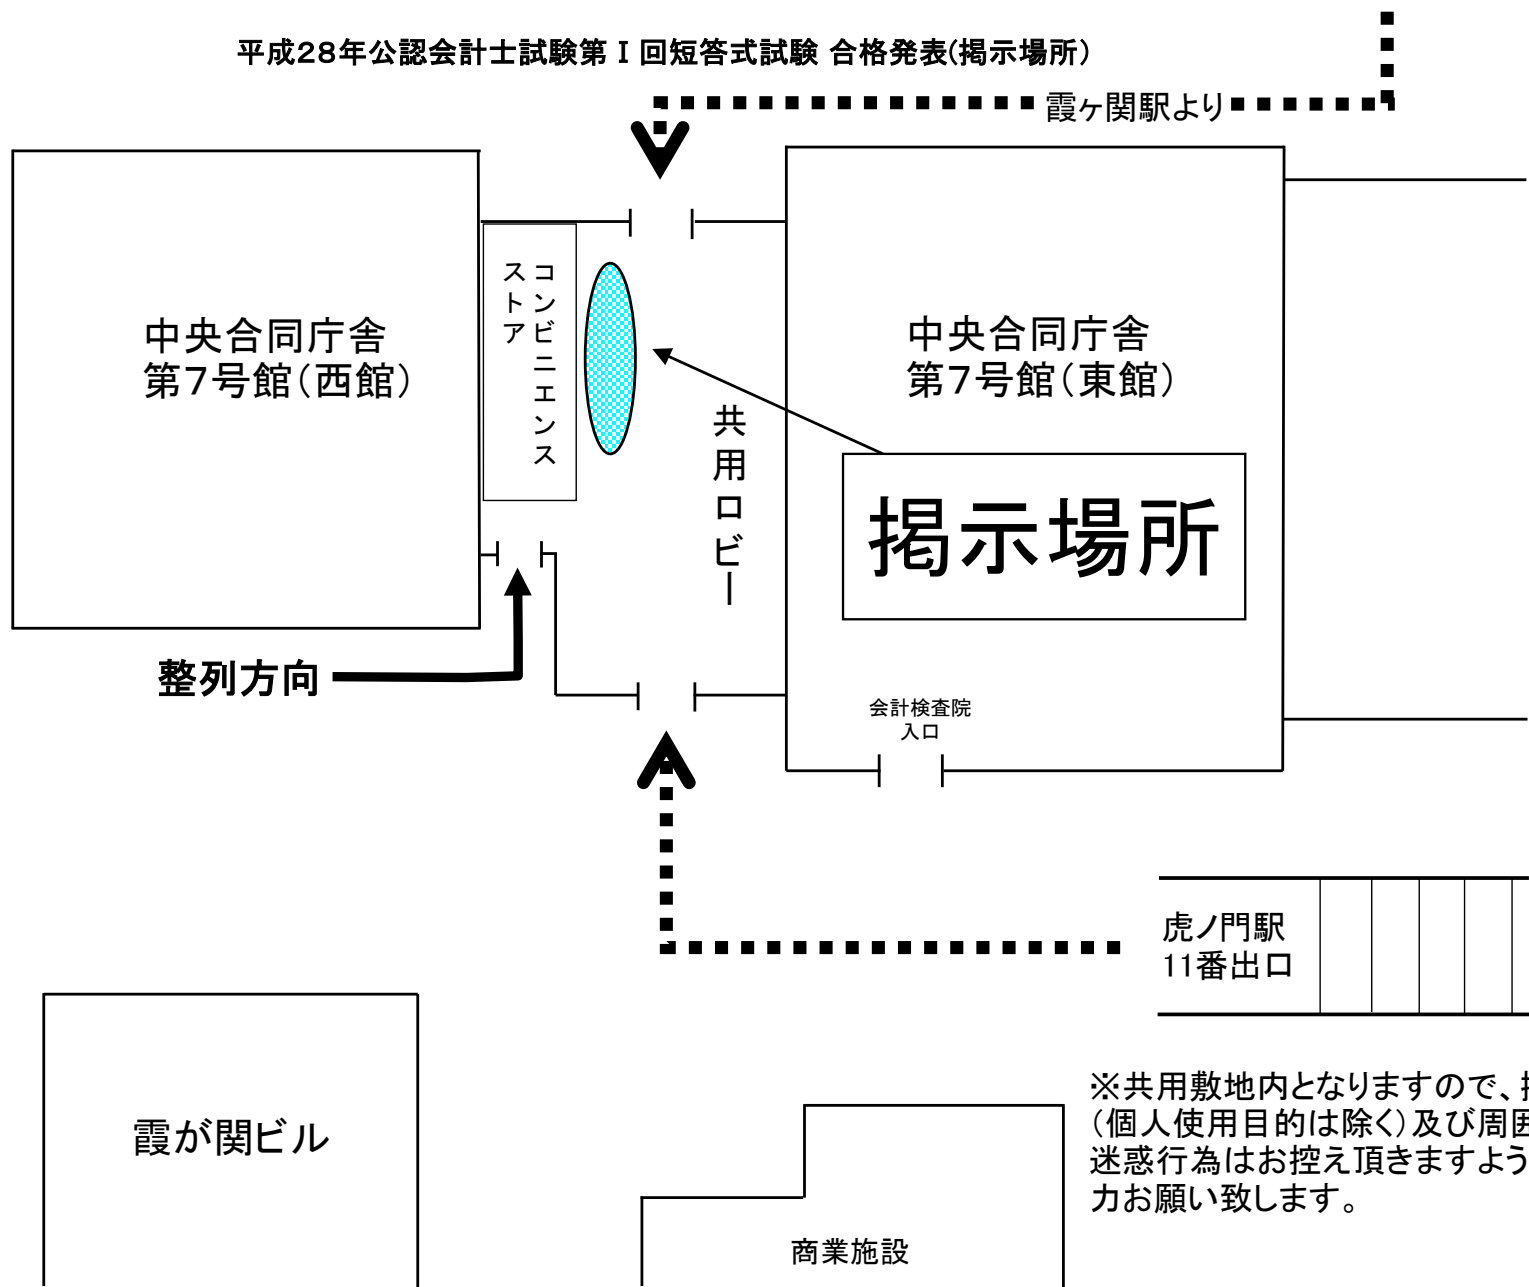 平成28年公認会計士試験第Ⅰ回短答式試験 合格発表(掲示場所)
霞ヶ関駅より
中央合同庁舎
第7号館(西館)
コンビニエンス
ストア
共用ロビー
中央合同庁舎
第7号館(東館)
掲示場所
整列方向
会計検査院
入口
虎ノ門駅
11番出口
霞が関ビル
商業施設
※共用敷地内となりますので、
(個人使用目的は除く)及び周囲
迷惑行為はお控え頂きますよう
力お願い致します。